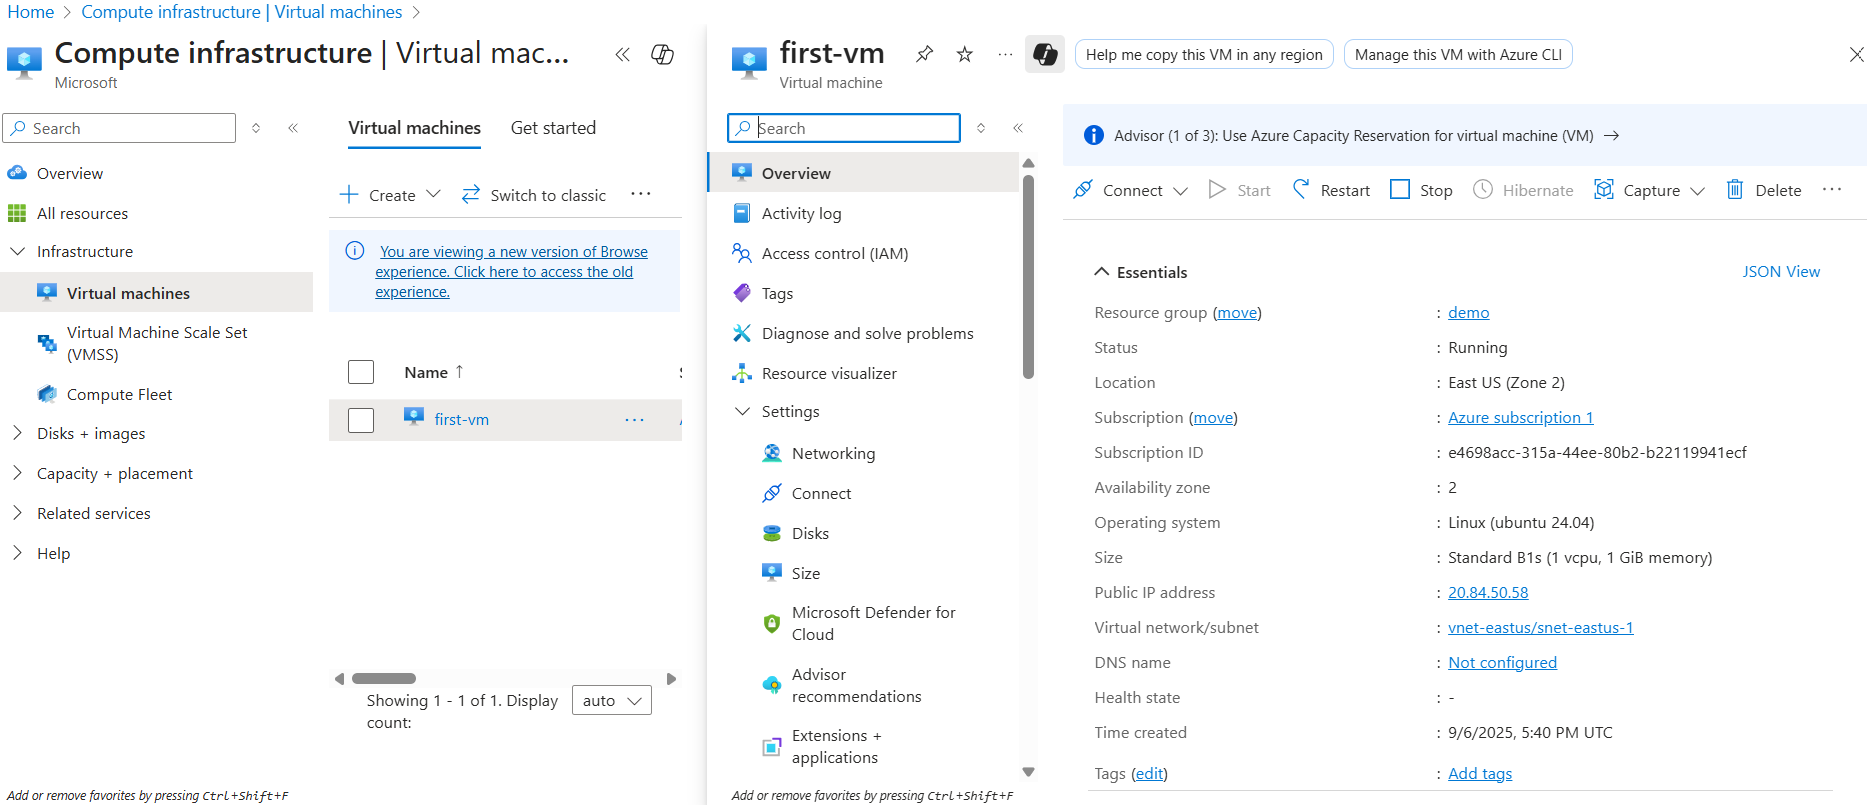 Home > Compute infrastructure | Virtual machines >
Compute infrastructure | Virtual mac...
Microsoft
Search
Overview
All resources
Infrastructure
Virtual machines
Virtual Machine Scale Set
(VMSS)
Compute Fleet
Disks + images
Capacity + placement
Related services
Help
Add or remove favorites by pressing Ctrl+Shift+F
Virtual machines Get started
Create Switch to classic ...
You are viewing a new version of Browse
experience. Click here to access the old
experience.
Name ↑
first-vm ...
Showing 1 - 1 of 1. Display auto
count:
first-vm ... Help me copy this VM in any region Manage this VM with Azure CLI
Virtual machine
Search
Overview
Activity log
Access control (IAM)
Tags
Diagnose and solve problems
Resource visualizer
Settings
Networking
Connect
Disks
Size
Microsoft Defender for
Cloud
Advisor
recommendations
Extensions +
applications
Add or remove favorites by pressing Ctrl+Shift+F
Advisor (1 of 3): Use Azure Capacity Reservation for virtual machine (VM) →
Connect Start Restart Stop Hibernate Capture Delete ...
Essentials JSON View
Resource group (move) : demo
Status : Running
Location : East US (Zone 2)
Subscription (move) : Azure subscription 1
Subscription ID : e4698acc-315a-44ee-80b2-b22119941ecf
Availability zone : 2
Operating system : Linux (ubuntu 24.04)
Size : Standard B1s (1 vcpu, 1 GiB memory)
Public IP address : 20.84.50.58
Virtual network/subnet : vnet-eastus/snet-eastus-1
DNS name : Not configured
Health state : -
Time created : 9/6/2025, 5:40 PM UTC
Tags (edit) : Add tags